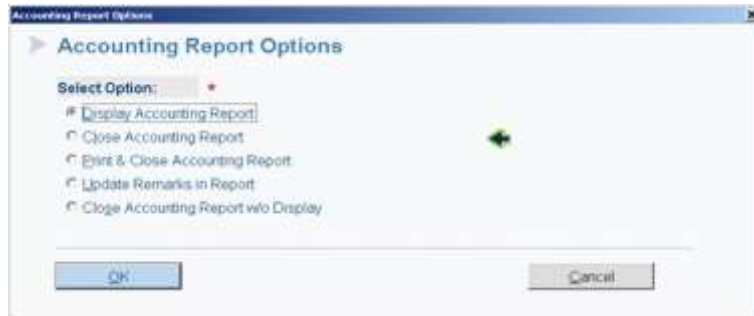 Accounting Report Options
Accounting Report Options
Select Option: *
Display Accounting Report
Close Accounting Report
Print & Close Accounting Report
Update Remarks in Report
Close Accounting Report w/o Display
OK Cancel